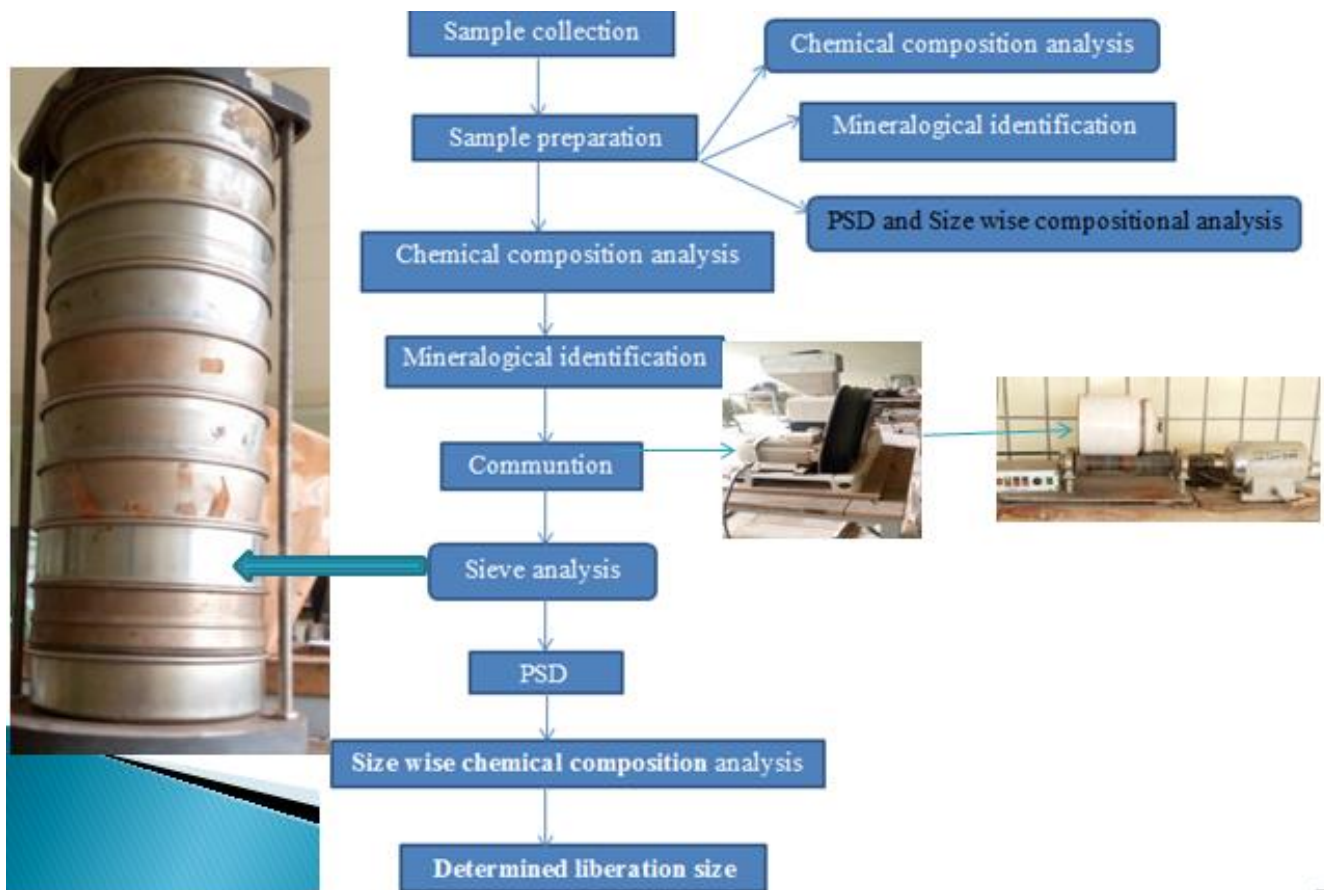 Sample collection
Chemical composition analysis
Sample preparation
Mineralogical identification
PSD and Size wise compositional analysis
Chemical composition analysis
Mineralogical identification
Communtion
Sieve analysis
PSD
Size wise chemical composition analysis
Determined liberation size